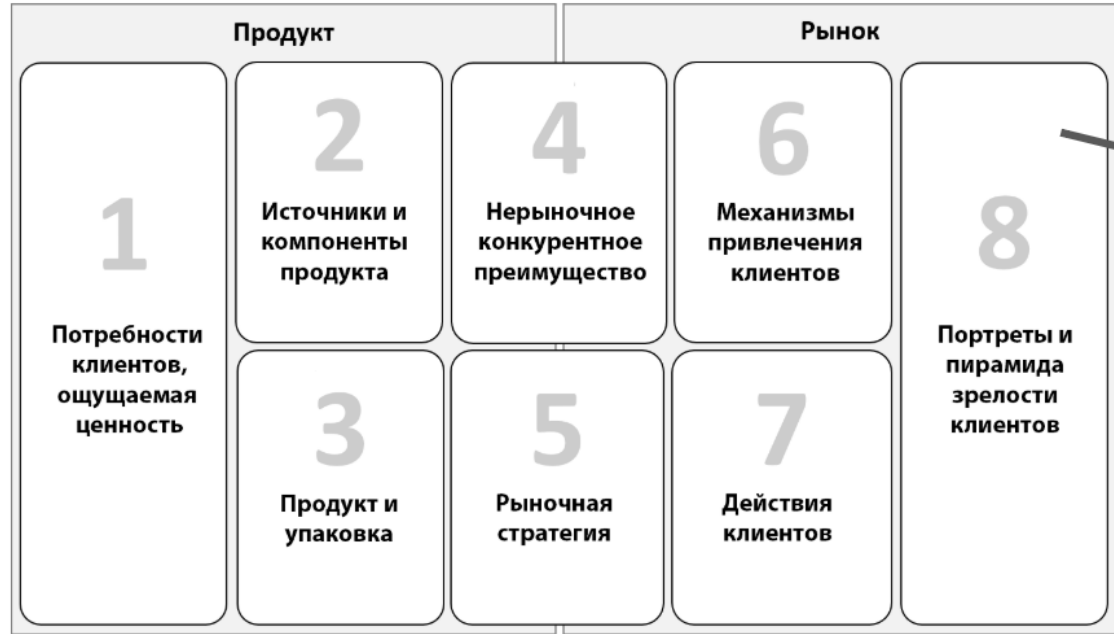 Продукт
Рынок
1
Потребности
клиентов,
ощущаемая
ценность
2
Источники и
компоненты
продукта
3
Продукт и
упаковка
4
Нерыночное
конкурентное
преимущество
5
Рыночная
стратегия
6
Механизмы
привлечения
клиентов
7
Действия
клиентов
8
Портреты и
пирамида
зрелости
клиентов